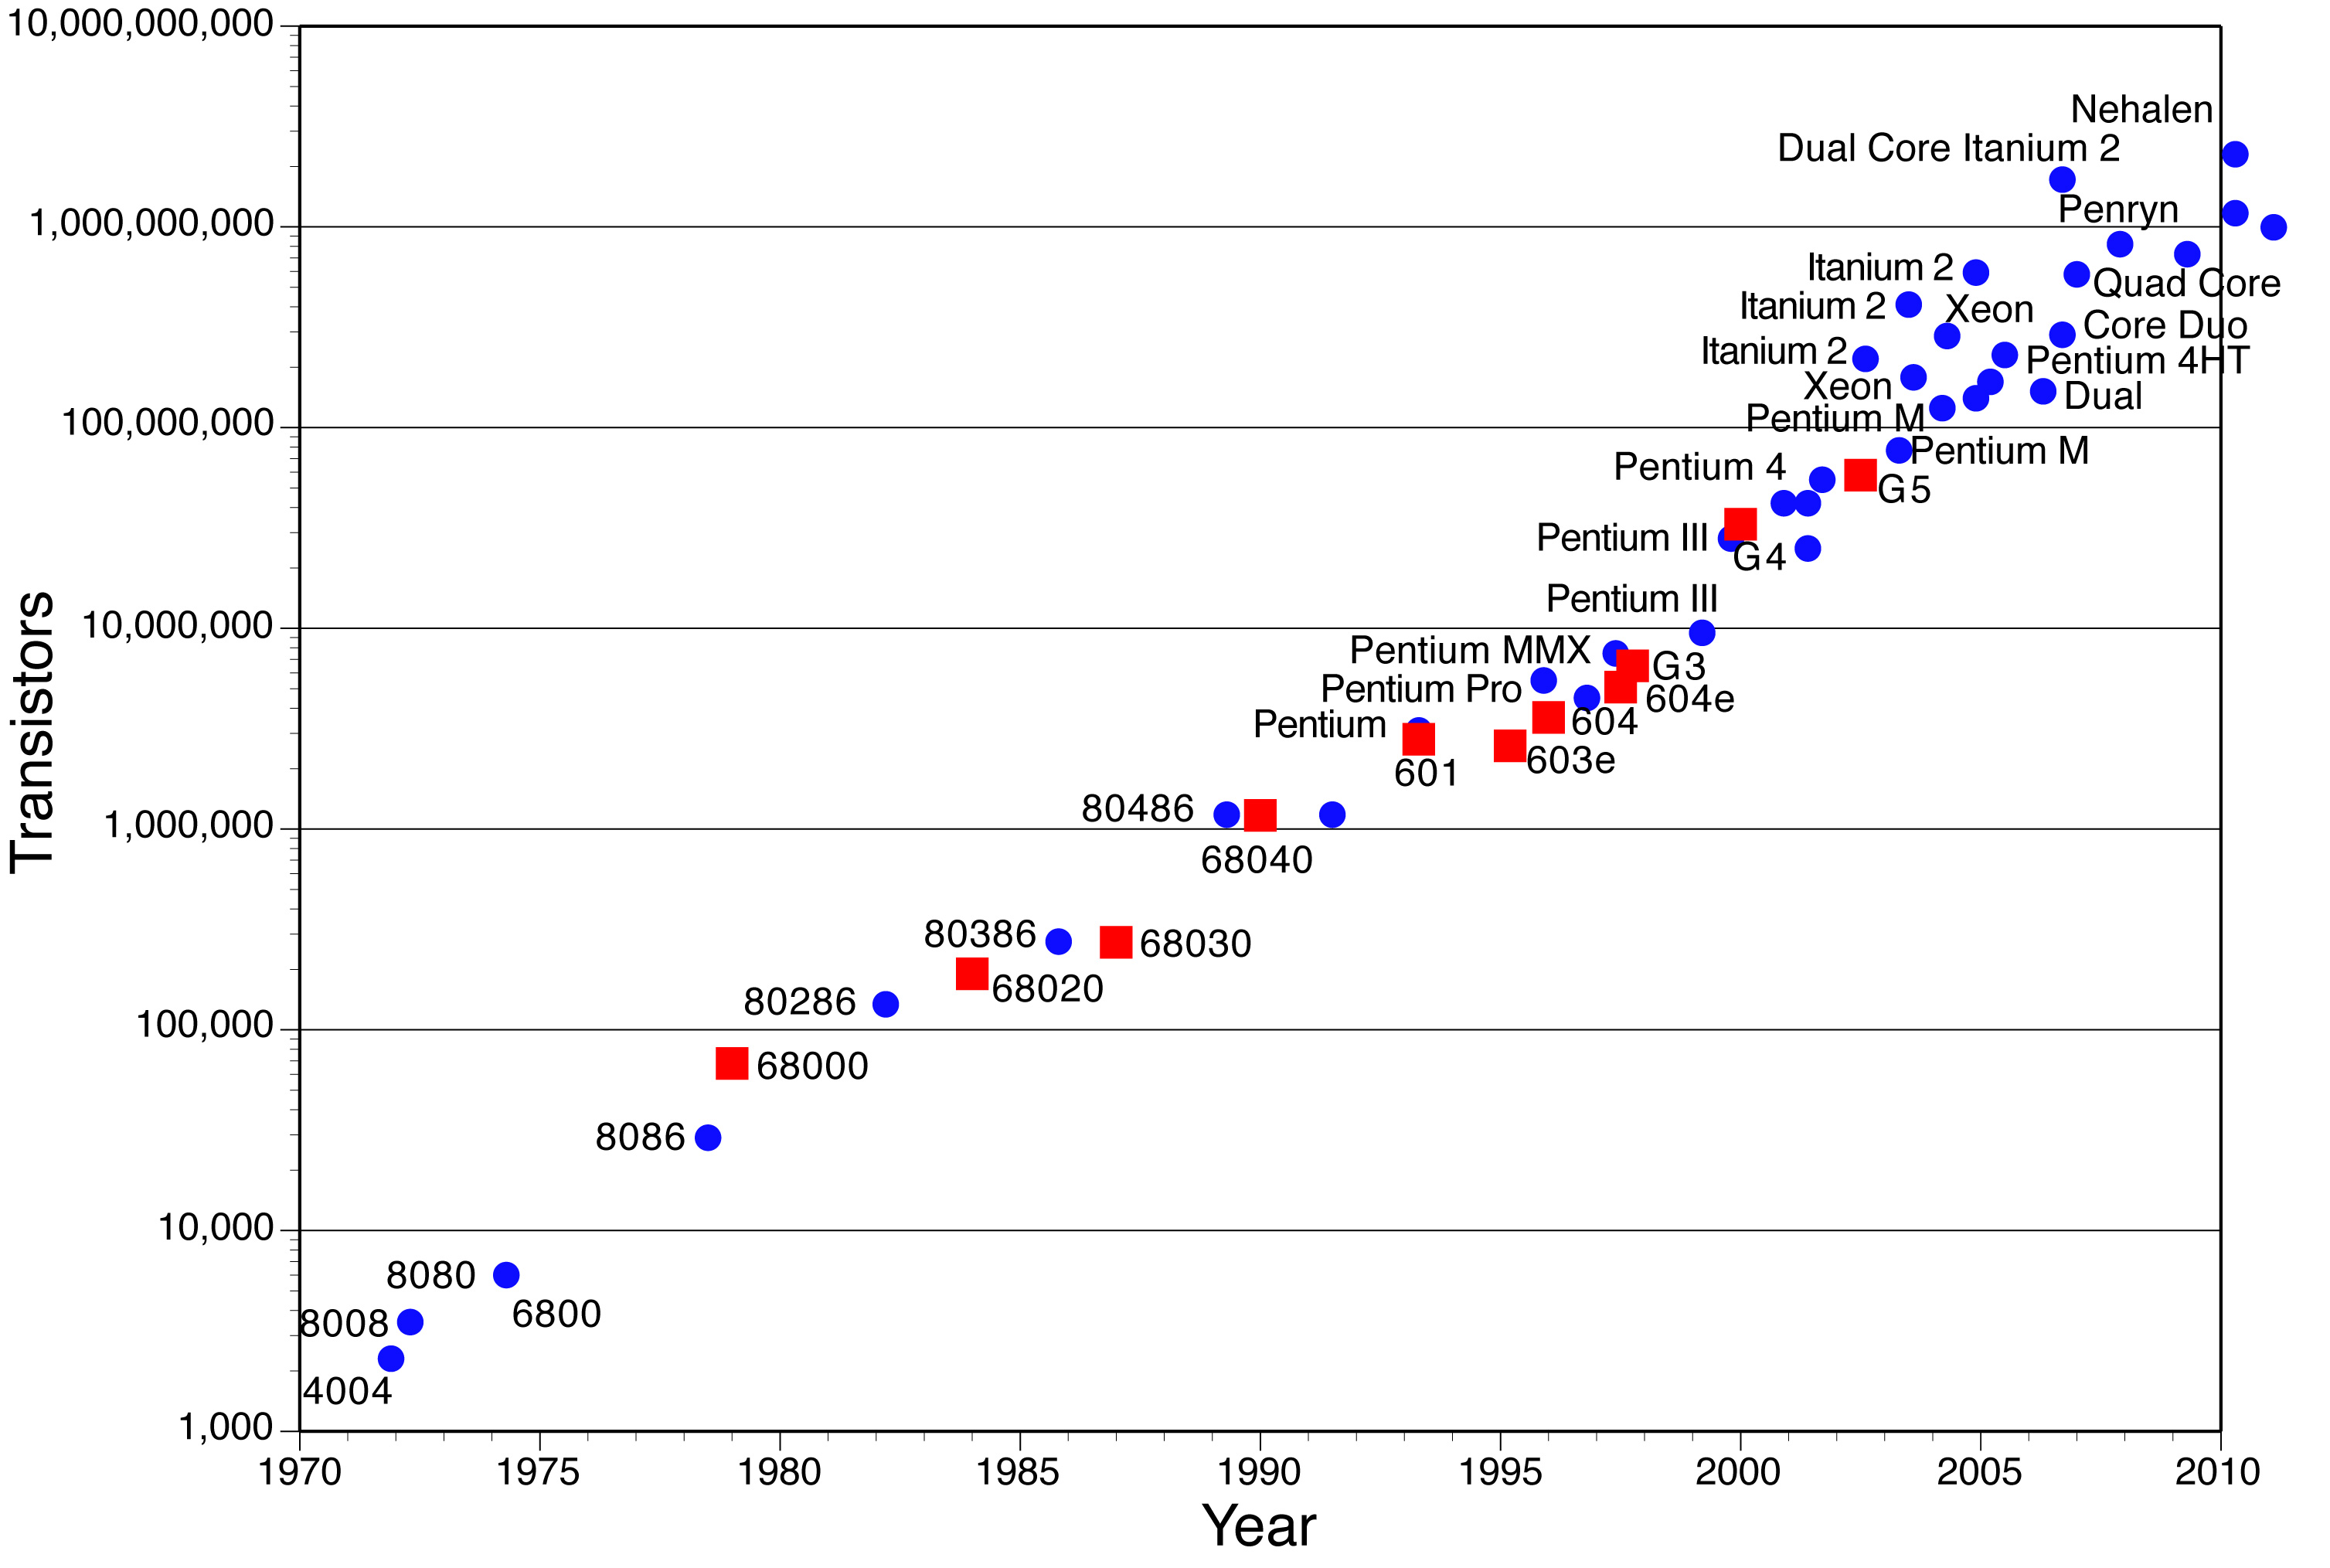 10,000,000,000
Nehalen
Dual Core Itanium 2
Penryn
1,000,000,000
Itanium 2
Quad Core
Itanium 2
Xeon
Core Duo
Itanium 2
Pentium 4HT
Xeon
Dual
Pentium M
100,000,000
Pentium M
Pentium 4
G5
Pentium III
G4
Pentium III
10,000,000
Pentium MMX
G3
Pentium Pro
604e
Pentium
604
603e
601
1,000,000
80486
68040
80386
68030
68020
80286
100,000
68000
8086
10,000
8080
6800
8008
4004
1,000
1970 1975 1980 1985 1990 1995 2000 2005 2010
Year
Transistors